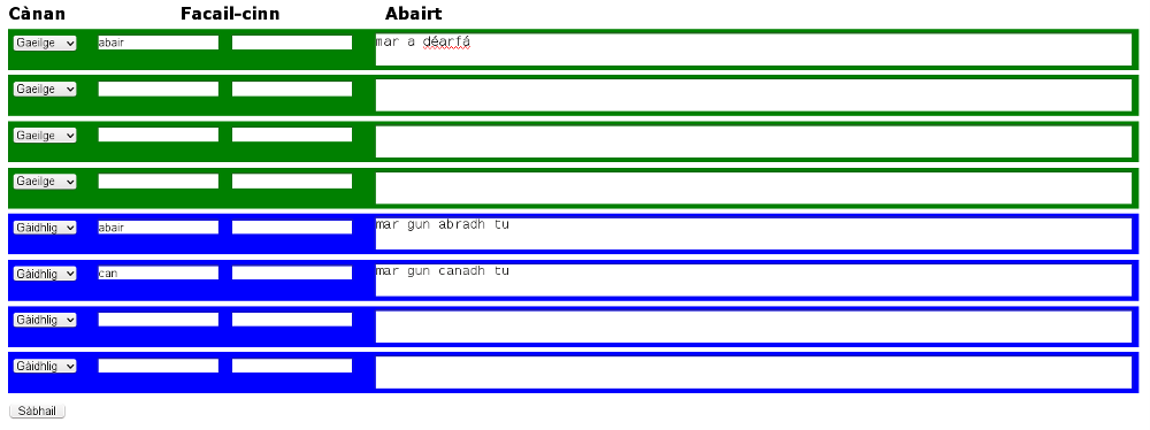 Cànan Facail-cinn Abairt
Gaeilge abair mar a déarfá
Gaeilge
Gaeilge
Gaeilge
Gàidhlig abair mar gun abradh tu
Gàidhlig can mar gun canadh tu
Gàidhlig
Gàidhlig
Sàbhail